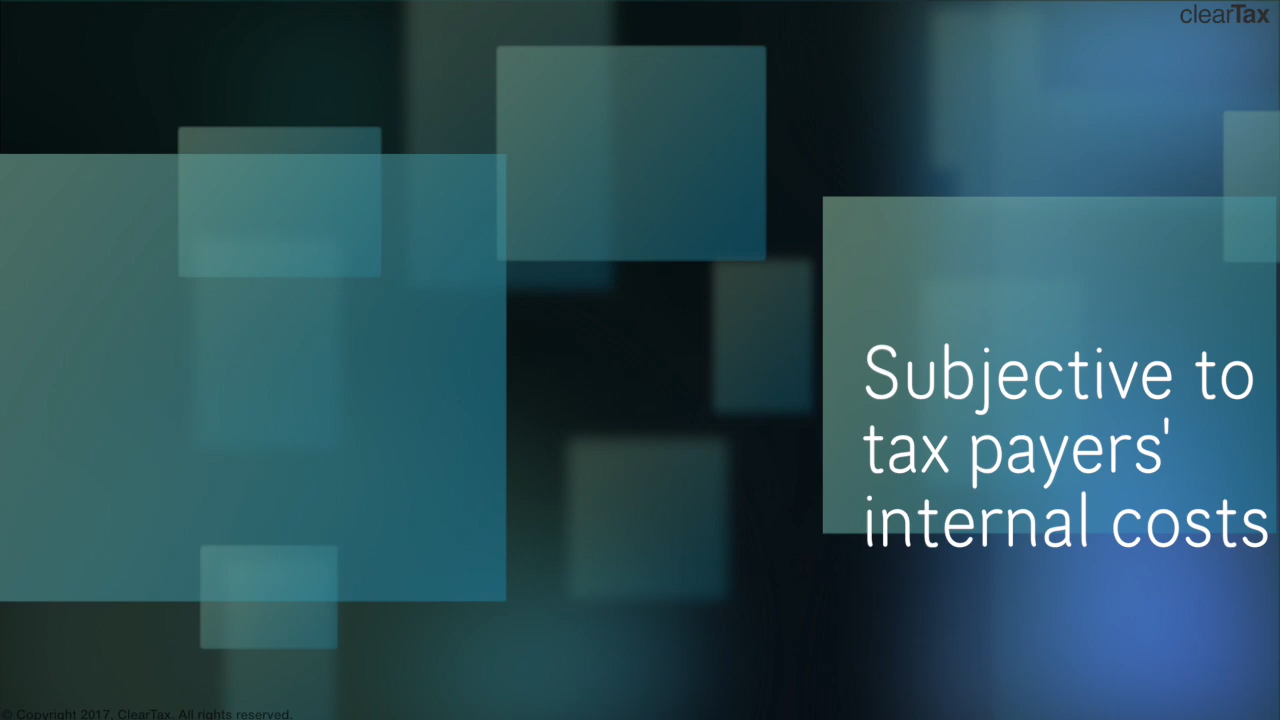 clearTax
Subjective to
tax payers'
internal costs
© Copyright 2017, ClearTax. All rights reserved.